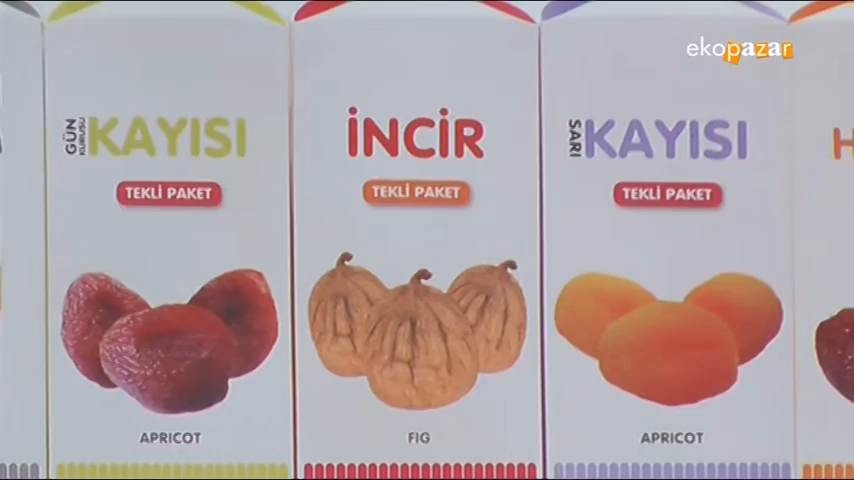 ekopazar
GÜN KURUSU KAYISI
TEKLİ PAKET
APRICOT
İNCİR
TEKLİ PAKET
FIG
SARI KAYISI
TEKLİ PAKET
APRICOT
H